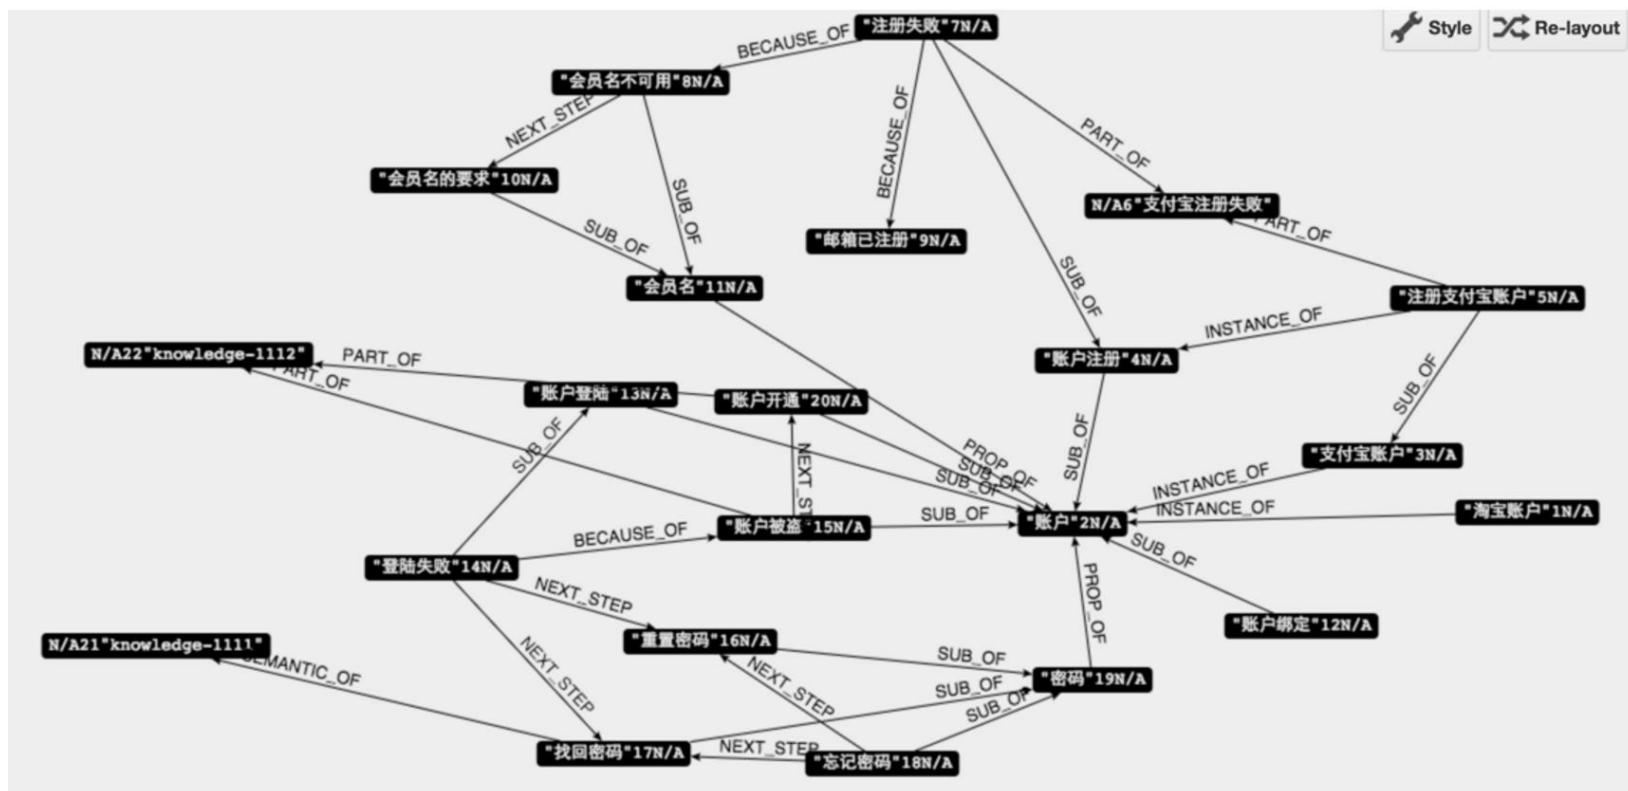 "注册失败"7N/A
Style
Re-layout
BECAUSE_OF
"会员名不可用"8N/A
NEXT_STEP
BECAUSE_OF
PART_OF
"会员名的要求"10N/A
SUB_OF
N/A6"支付宝注册失败"
SUB_OF
"邮箱已注册"9N/A
PART_OF
SUB_OF
"会员名"11N/A
"注册支付宝账户"5N/A
INSTANCE_OF
N/A22"knowledge-1112"
PART_OF
"账户注册"4N/A
PART_OF
SUB_OF
"账户登陆"13N/A
"账户开通"20N/A
SUB_OF
SUB_OF
PROP_OF
SUB_OF
SUB_OF
"支付宝账户"3N/A
NEXT_ST
INSTANCE_OF
INSTANCE_OF
"淘宝账户"1N/A
"账户被盗"15N/A
SUB_OF
"账户"2N/A
BECAUSE_OF
SUB_OF
"登陆失败"14N/A
NEXT_STEP
PROP_OF
"账户绑定"12N/A
N/A21"knowledge-1111"
"重置密码"16N/A
SUB_OF
SEMANTIC_OF
NEXT_STEP
NEXT_STEP
SUB_OF
"密码"19N/A
SUB_OF
"找回密码"17N/A
NEXT_STEP
"忘记密码"18N/A